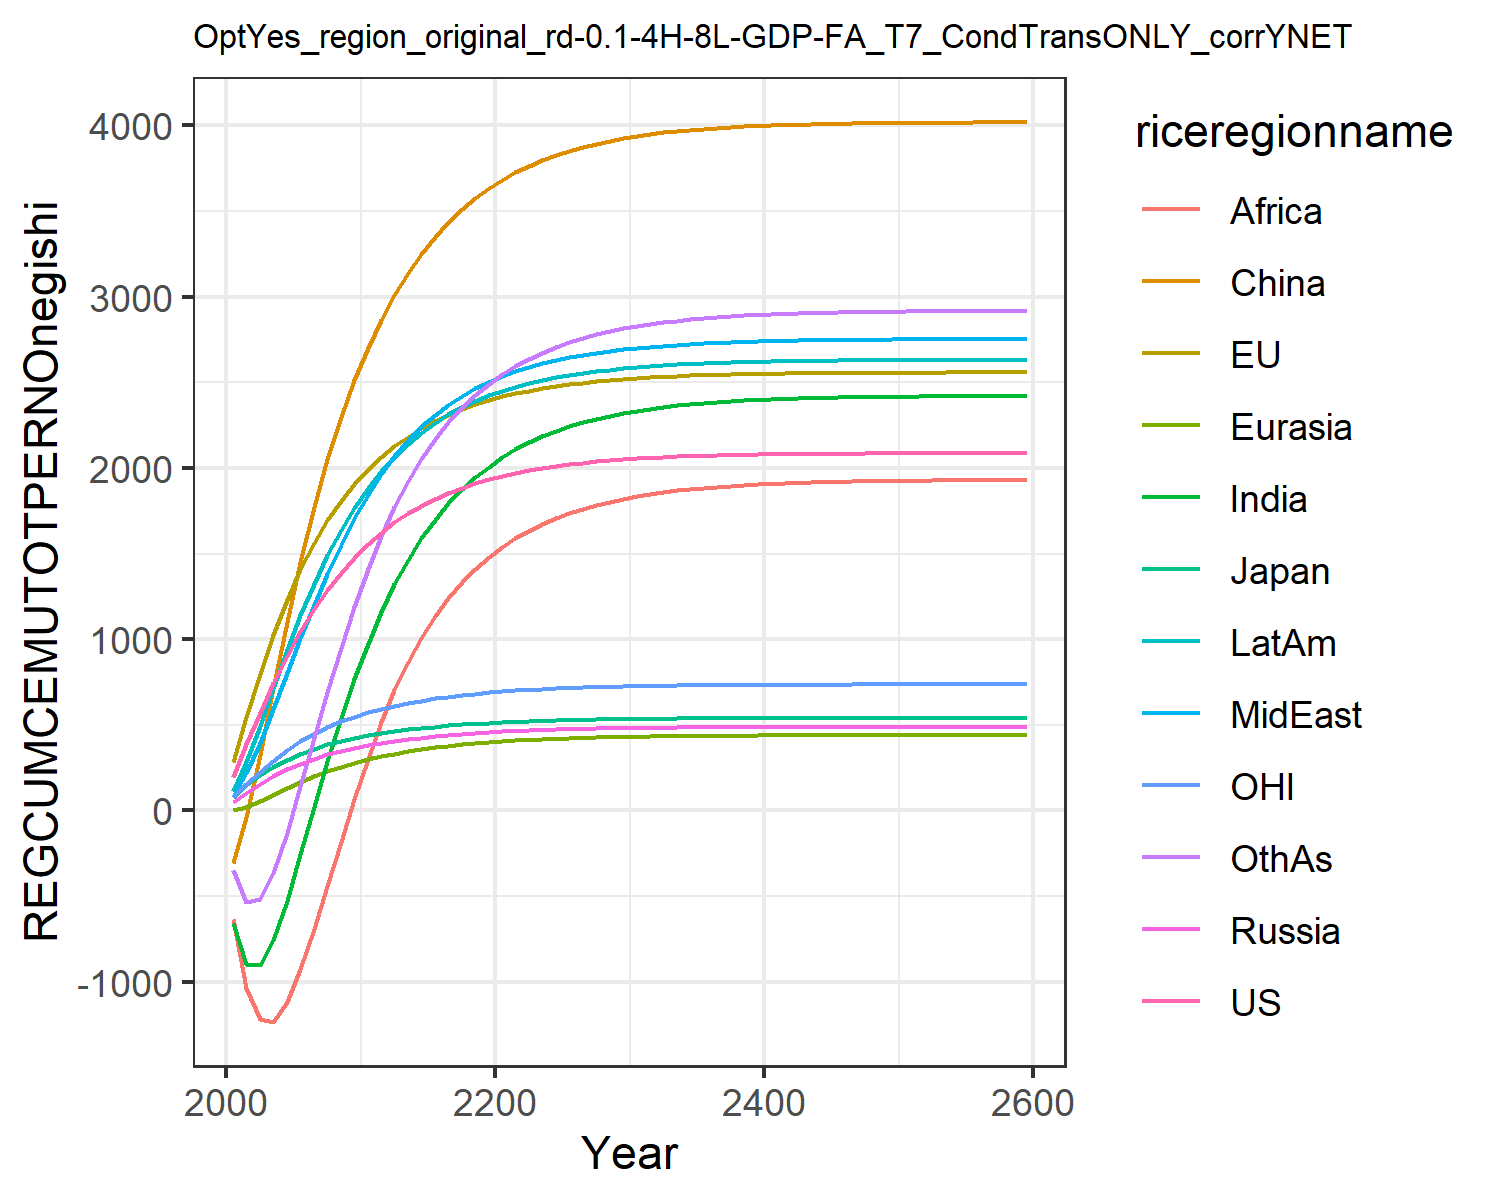 OptYes_region_original_rd-0.1-4H-8L-GDP-FA_T7_CondTransONLY_corrYNET
REGCUMCEMUTOTPERNOnegishi
4000
3000
2000
1000
0
-1000
2000
2200
2400
2600
Year
riceregionname
Africa
China
EU
Eurasia
India
Japan
LatAm
MidEast
OHI
OthAs
Russia
US